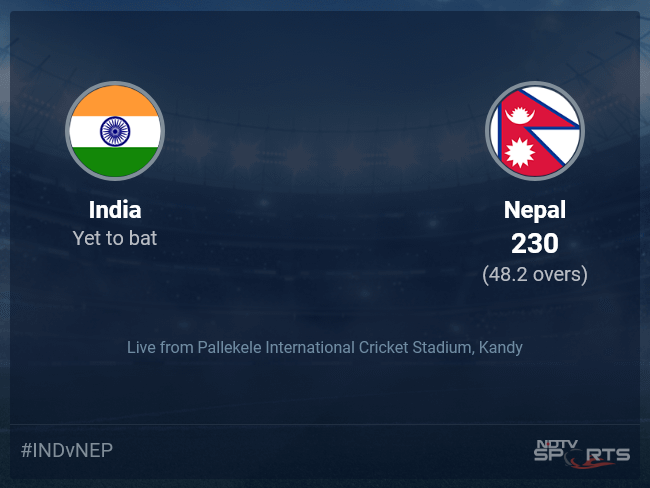 India
Yet to bat
Nepal
230
(48.2 overs)
Live from Pallekele International Cricket Stadium, Kandy
#INDvNEP
NDTV
SPORTS